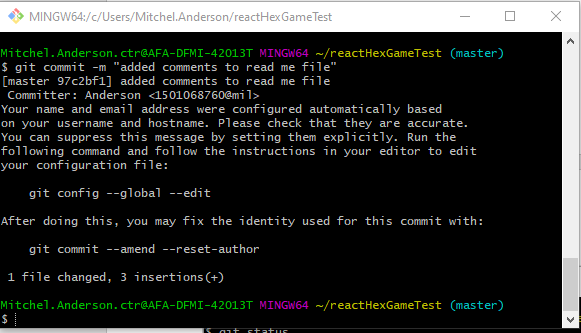 MINGW64:/c/Users/Mitchel.Anderson/reactHexGameTest
Mitchel.Anderson.ctr@AFA-DFMI-42013T MINGW64 ~/reactHexGameTest (master)
$ git commit -m "added comments to read me file"
[master 97c2bf1] added comments to read me file
 Committer: Anderson <1501068760@mil>
Your name and email address were configured automatically based
on your username and hostname. Please check that they are accurate.
You can suppress this message by setting them explicitly. Run the
following command and follow the instructions in your editor to edit
your configuration file:
    git config --global --edit
After doing this, you may fix the identity used for this commit with:
    git commit --amend --reset-author
 1 file changed, 3 insertions(+)
Mitchel.Anderson.ctr@AFA-DFMI-42013T MINGW64 ~/reactHexGameTest (master)
$
$ git status